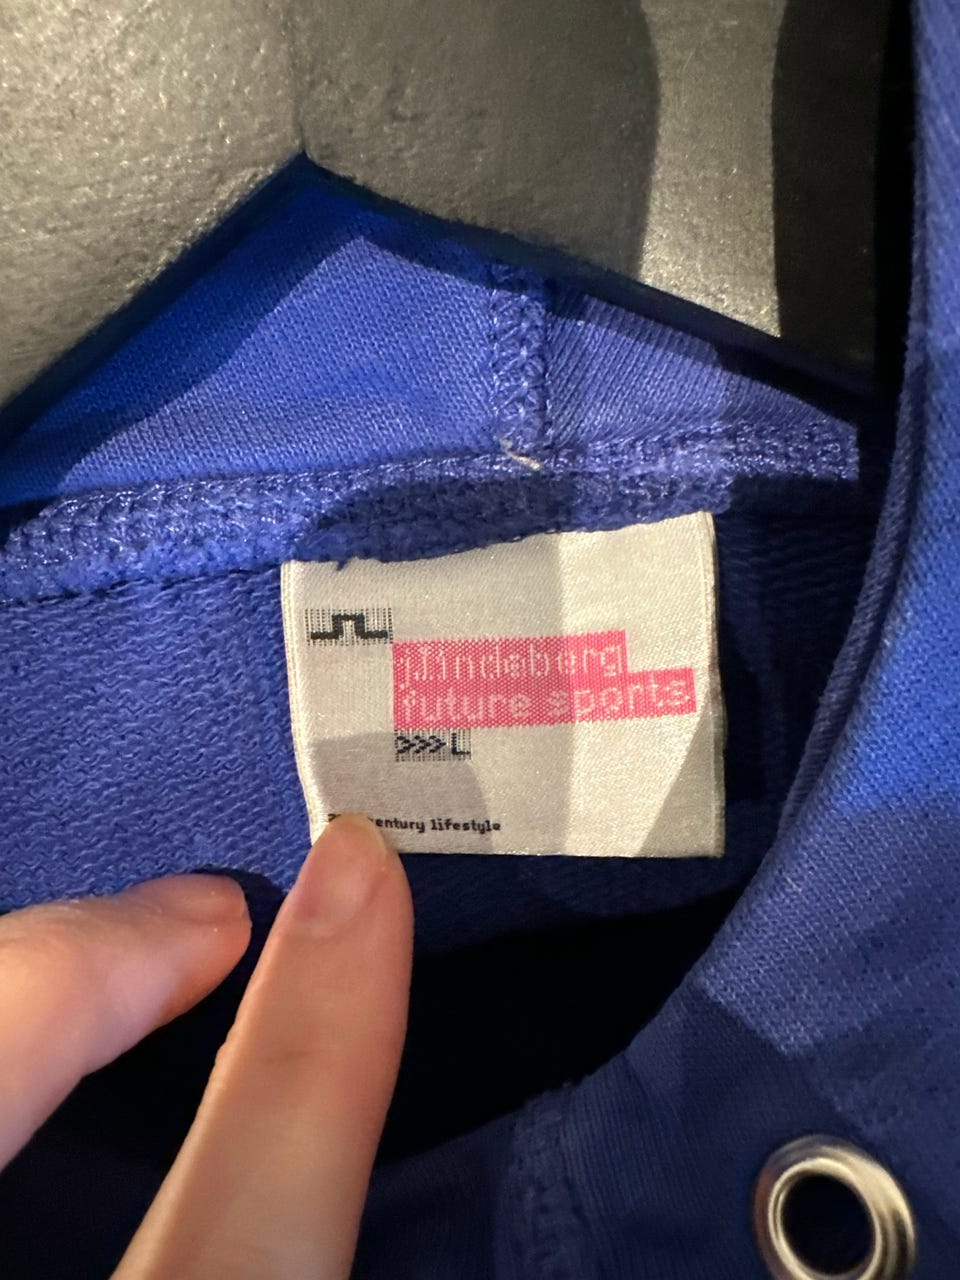 j.lindeberg
future sports
>>>L
century lifestyle